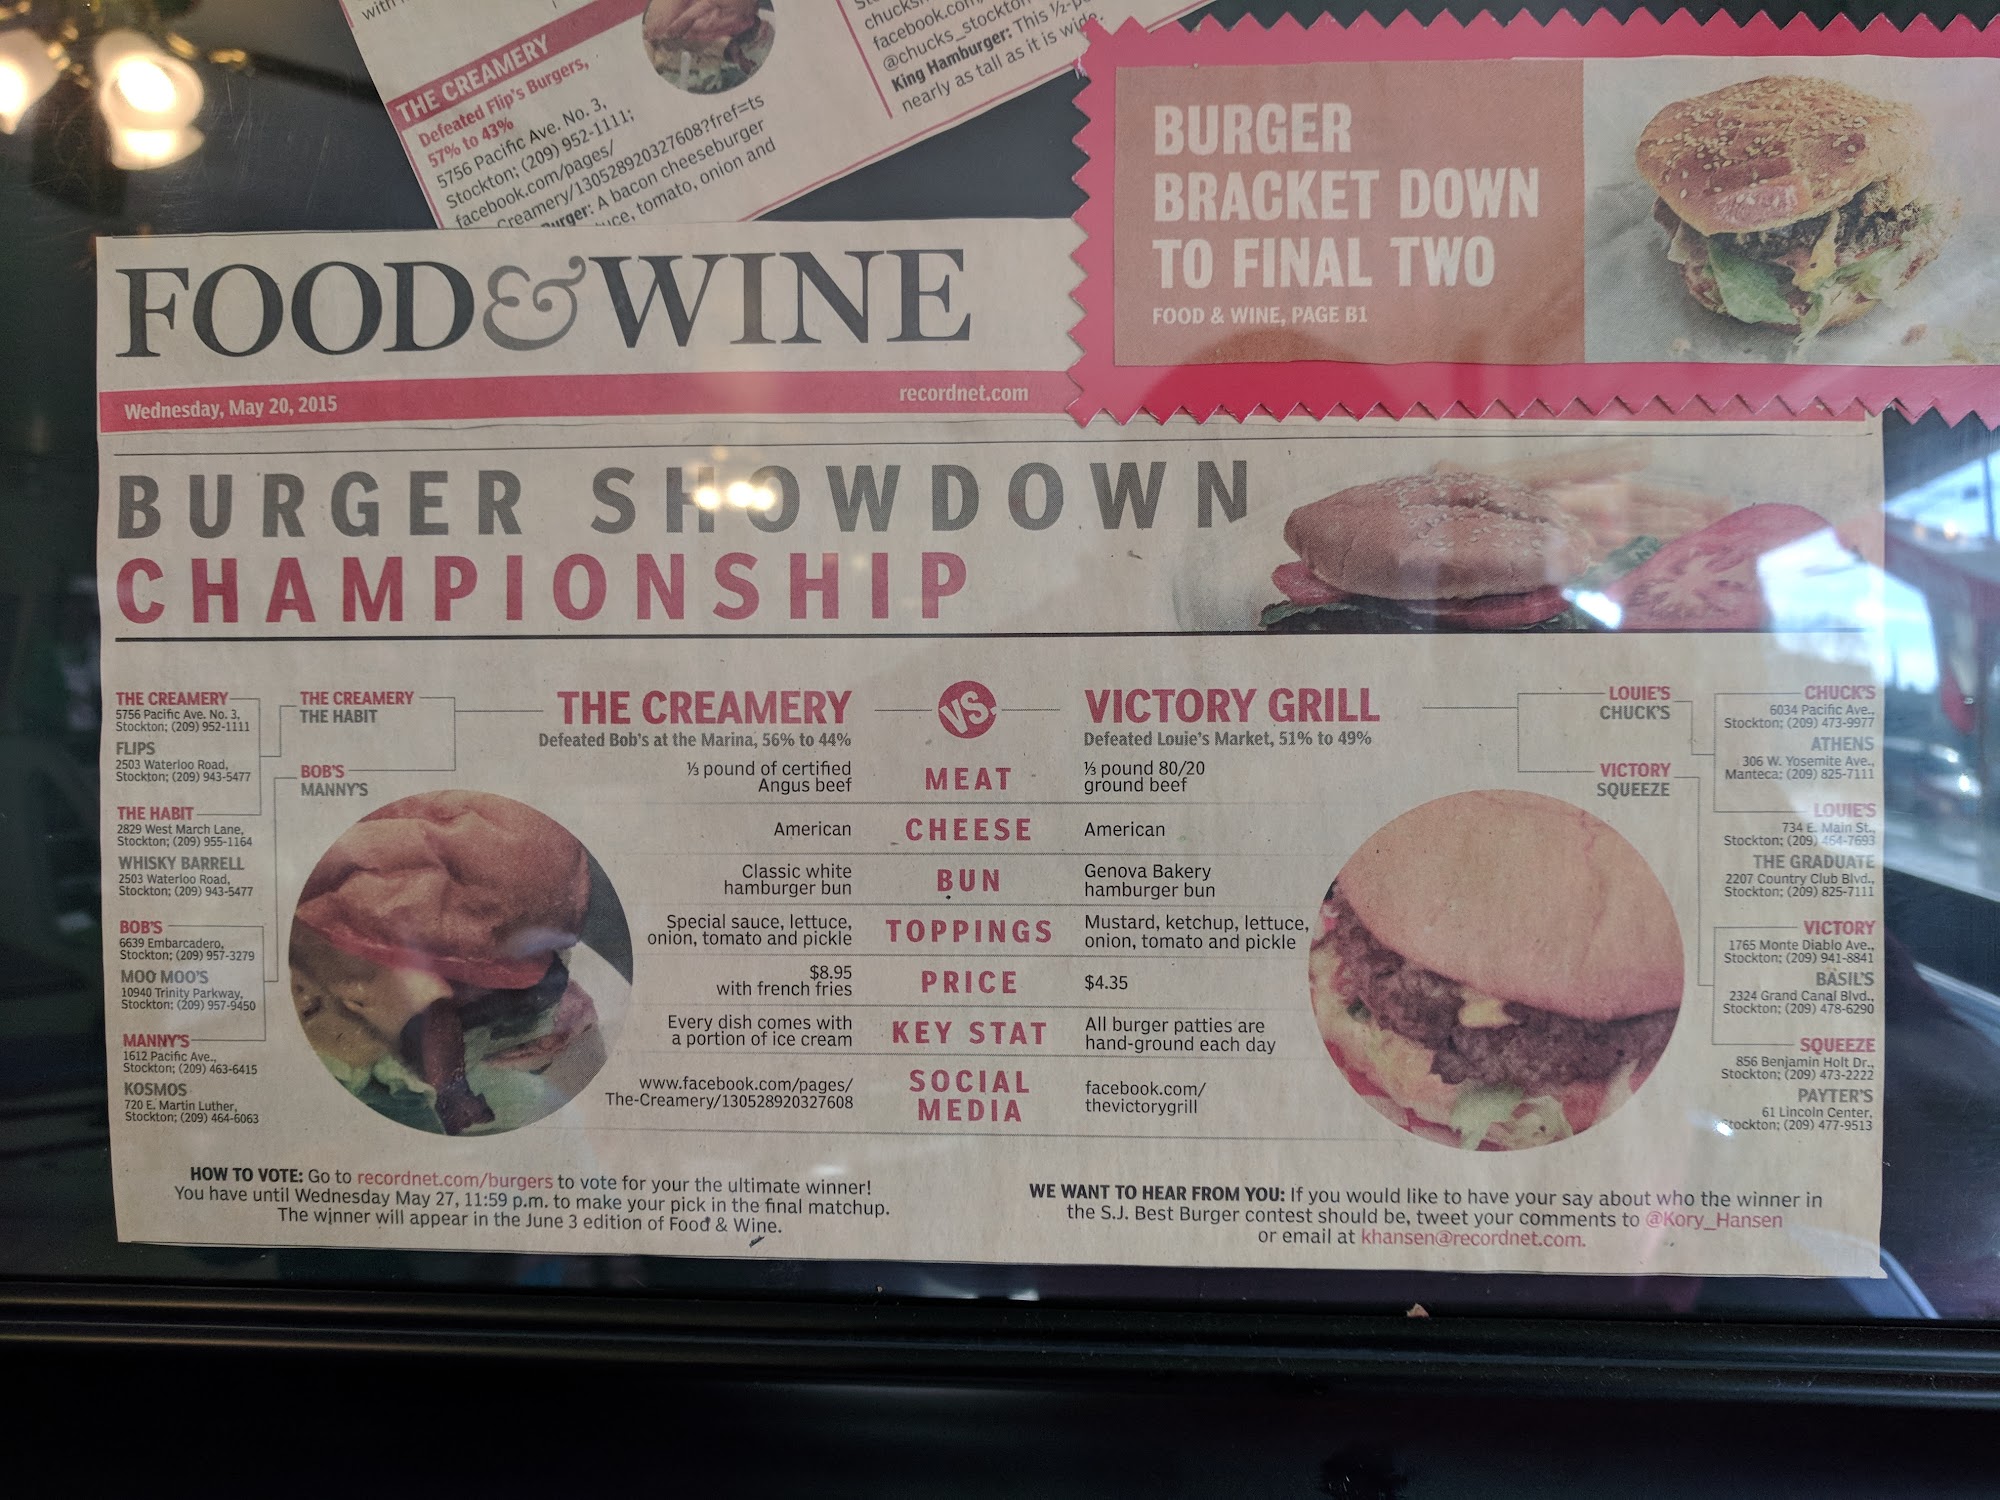 with
THE CREAMERY
Defeated Flip's Burgers,
57% to 43%
5756 Pacific Ave. No. 3,
Stockton; (209) 952-1111;
facebook.com/pages/
Creamery/130528920327608?fref=ts
Burger: A bacon cheeseburger
tomato, onion and
facebook.com
@chucks_stockton
King Hamburger: This ½-
nearly as tall as it is wide.
BURGER
BRACKET DOWN
TO FINAL TWO
FOOD & WINE, PAGE B1
FOOD & WINE
Wednesday, May 20, 2015
recordnet.com
BURGER SHOWDOWN
CHAMPIONSHIP
THE CREAMERY
5756 Pacific Ave. No. 3,
Stockton; (209) 952-1111
FLIPS
2503 Waterloo Road,
Stockton; (209) 943-5477
THE HABIT
2829 West March Lane,
Stockton; (209) 955-1164
WHISKY BARRELL
2503 Waterloo Road,
Stockton; (209) 943-5477
BOB'S
6639 Embarcadero,
Stockton; (209) 957-3279
MOO MOO'S
10940 Trinity Parkway,
Stockton; (209) 957-9450
MANNY'S
1612 Pacific Ave.,
Stockton; (209) 463-6415
KOSMOS
720 E. Martin Luther,
Stockton; (209) 464-6063
THE CREAMERY
THE HABIT
BOB'S
MANNY'S
THE CREAMERY
Defeated Bob's at the Marina, 56% to 44%
VS.
VICTORY GRILL
Defeated Louie's Market, 51% to 49%
⅓ pound of certified
Angus beef
MEAT
⅓ pound 80/20
ground beef
American
CHEESE
American
Classic white
hamburger bun
BUN
Genova Bakery
hamburger bun
Special sauce, lettuce,
onion, tomato and pickle
TOPPINGS
Mustard, ketchup, lettuce,
onion, tomato and pickle
$8.95
with french fries
PRICE
$4.35
Every dish comes with
a portion of ice cream
KEY STAT
All burger patties are
hand-ground each day
www.facebook.com/pages/
The-Creamery/130528920327608
SOCIAL
MEDIA
facebook.com/
thevictorygrill
LOUIE'S
CHUCK'S
VICTORY
SQUEEZE
CHUCK'S
6034 Pacific Ave.,
Stockton; (209) 473-9977
ATHENS
306 W. Yosemite Ave.,
Manteca; (209) 825-7111
LOUIE'S
734 E. Main St.,
Stockton; (209) 464-7693
THE GRADUATE
2207 Country Club Blvd.,
Stockton; (209) 825-7111
VICTORY
1765 Monte Diablo Ave.,
Stockton; (209) 941-8841
BASIL'S
2324 Grand Canal Blvd.,
Stockton; (209) 478-6290
SQUEEZE
856 Benjamin Holt Dr.,
Stockton; (209) 473-2222
PAYTER'S
61 Lincoln Center,
Stockton; (209) 477-9513
HOW TO VOTE: Go to recordnet.com/burgers to vote for your the ultimate winner!
You have until Wednesday May 27, 11:59 p.m. to make your pick in the final matchup.
The winner will appear in the June 3 edition of Food & Wine.
WE WANT TO HEAR FROM YOU: If you would like to have your say about who the winner in
the S.J. Best Burger contest should be, tweet your comments to @Kory_Hansen
or email at khansen@recordnet.com.